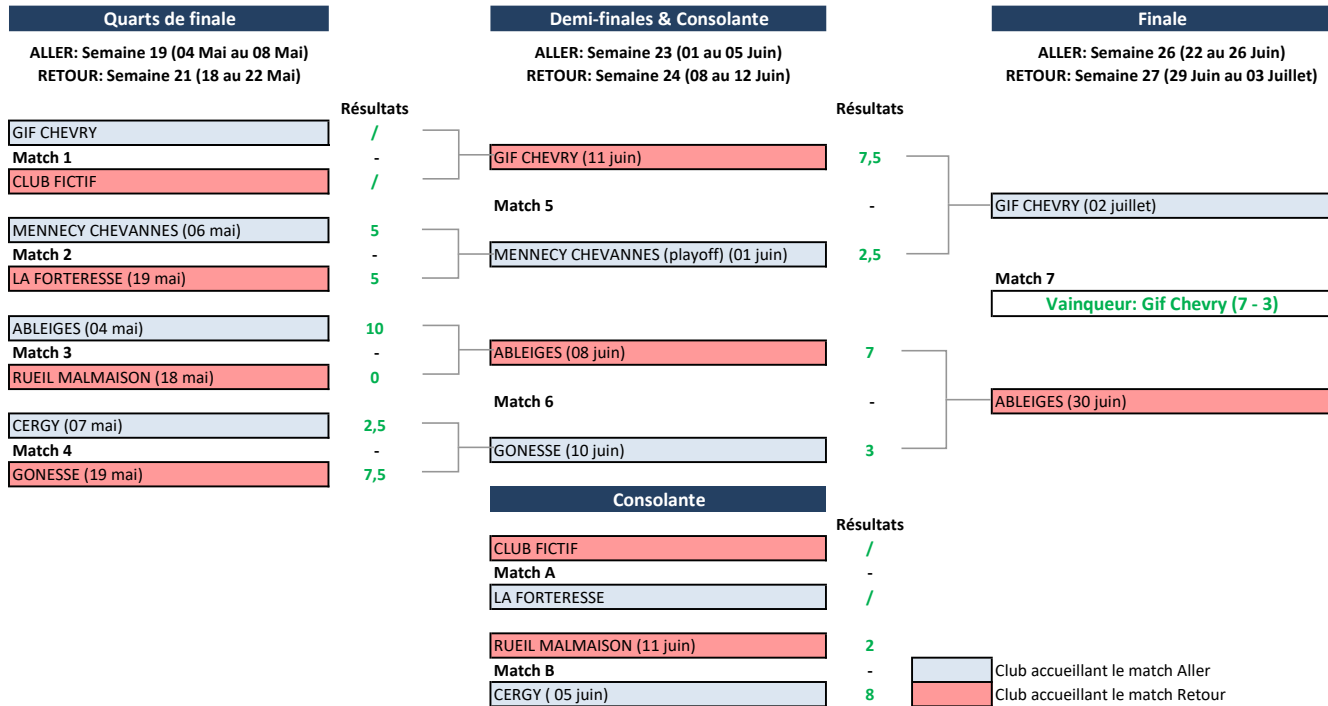 Quarts de finale
ALLER: Semaine 19 (04 Mai au 08 Mai)
RETOUR: Semaine 21 (18 au 22 Mai)
Résultats
GIF CHEVRY /
Match 1 -
CLUB FICTIF /
MENNECY CHEVANNES (06 mai) 5
Match 2 -
LA FORTERESSE (19 mai) 5
ABLEIGES (04 mai) 10
Match 3 -
RUEIL MALMAISON (18 mai) 0
CERGY (07 mai) 2,5
Match 4 -
GONESSE (19 mai) 7,5
Demi-finales & Consolante
ALLER: Semaine 23 (01 au 05 Juin)
RETOUR: Semaine 24 (08 au 12 Juin)
Résultats
GIF CHEVRY (11 juin) 7,5
Match 5 -
MENNECY CHEVANNES (playoff) (01 juin) 2,5
ABLEIGES (08 juin) 7
Match 6 -
GONESSE (10 juin) 3
Consolante
Résultats
CLUB FICTIF /
Match A -
LA FORTERESSE /
RUEIL MALMAISON (11 juin) 2
Match B -
CERGY ( 05 juin) 8
Finale
ALLER: Semaine 26 (22 au 26 Juin)
RETOUR: Semaine 27 (29 Juin au 03 Juillet)
GIF CHEVRY (02 juillet)
Match 7
Vainqueur: Gif Chevry (7 - 3)
ABLEIGES (30 juin)
Club accueillant le match Aller
Club accueillant le match Retour